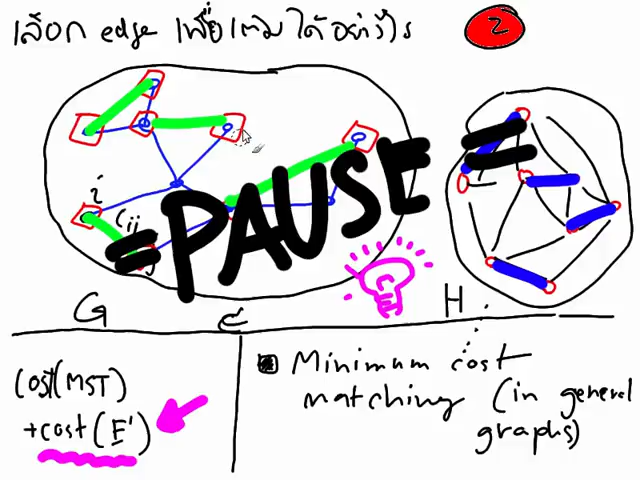 เลือก edge เพื่อเติมได้อย่างไร
2
i
Cij
j
=PAUSE=
G
H
cost(MST)
+cost(E')
Minimum cost
matching (in general
graphs)